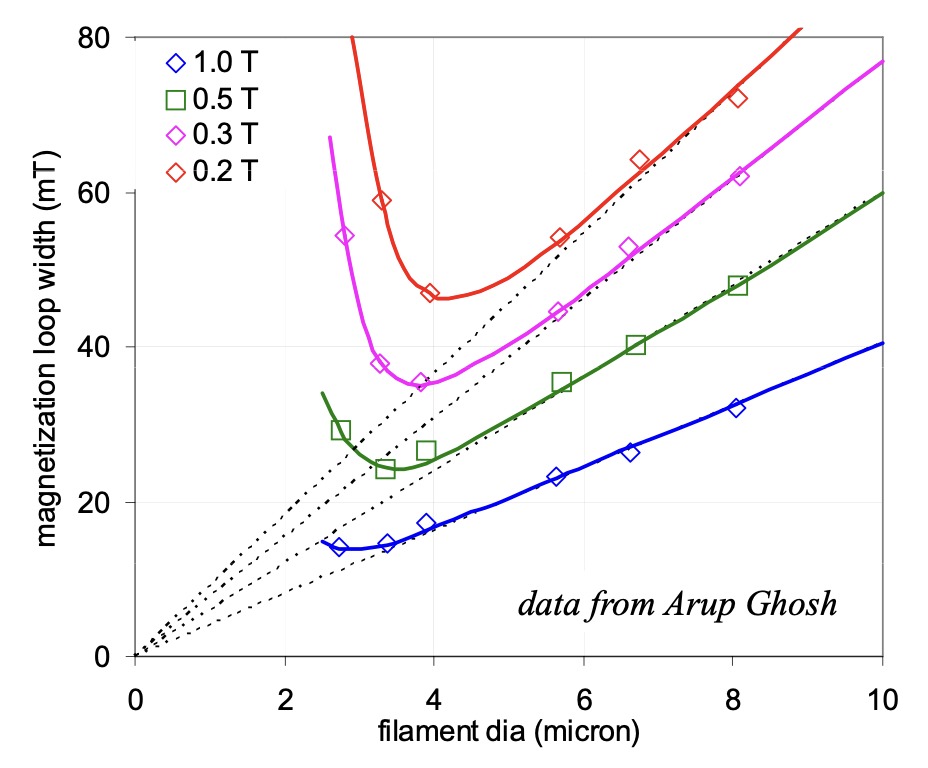 80
1.0 T
0.5 T
0.3 T
0.2 T
60
40
20
0
magnetization loop width (mT)
data from Arup Ghosh
0 2 4 6 8 10
filament dia (micron)